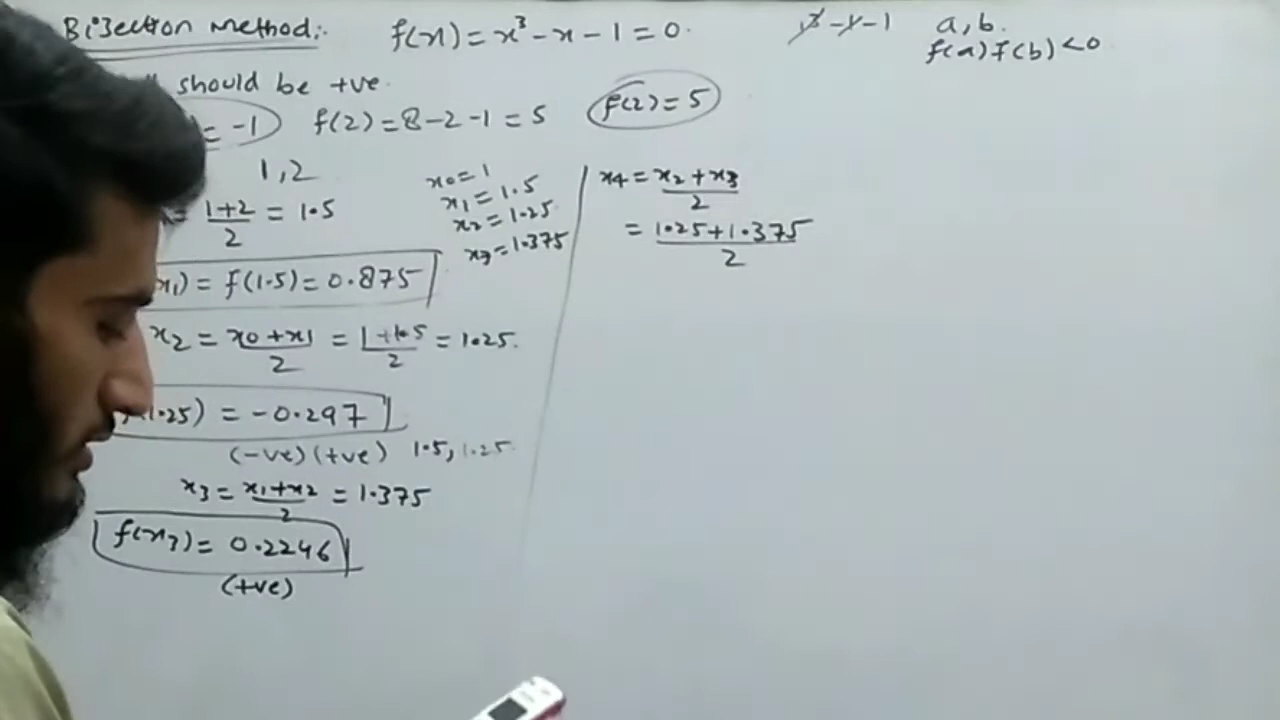 Bisection Method:.
f(x) = x³ - x - 1 = 0.
x³ - x - 1
a, b.
f(a) f(b) < 0
should be +ve.
= -1
f(2) = 8 - 2 - 1 = 5
f(2) = 5
1, 2
= 1+2/2 = 1.5
x0 = 1
x1 = 1.5
x2 = 1.25
x3 = 1.375
x1) = f(1.5) = 0.875
x2 = x0 + x1/2 = 1 + 1.5/2 = 1.25.
(1.25) = -0.297
(-ve) (+ve) 1.5, 1.25.
x3 = x1 + x2/2 = 1.375
f(x3) = 0.2246
(+ve)
x4 = x2 + x3/2
= 1.25 + 1.375/2